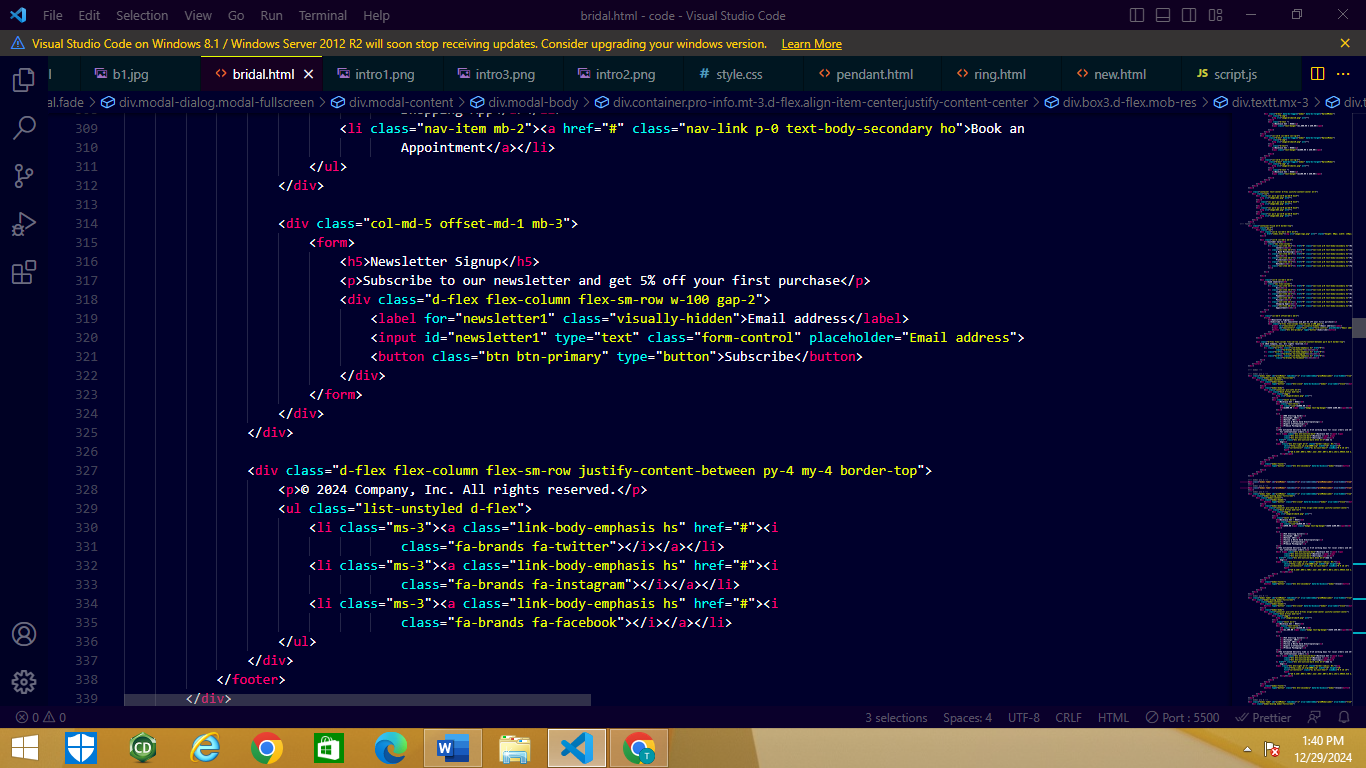 File Edit Selection View Go Run Terminal Help bridal.html - code - Visual Studio Code
Visual Studio Code on Windows 8.1 / Windows Server 2012 R2 will soon stop receiving updates. Consider upgrading your windows version. Learn More
b1.jpg <> bridal.html intro1.png intro3.png intro2.png # style.css <> pendant.html <> ring.html <> new.html JS script.js
al.fade > div.modal-dialog.modal-fullscreen > div.modal-content > div.modal-body > div.container.pro-info.mt-3.d-flex.align-item-center.justify-content-center > div.box3.d-flex.mob-res > div.textt.mx-3 >
309 <li class="nav-item mb-2"><a href="#" class="nav-link p-0 text-body-secondary ho">Book an
310 Appointment</a></li>
311 </ul>
312 </div>
313
314 <div class="col-md-5 offset-md-1 mb-3">
315 <form>
316 <h5>Newsletter Signup</h5>
317 <p>Subscribe to our newsletter and get 5% off your first purchase</p>
318 <div class="d-flex flex-column flex-sm-row w-100 gap-2">
319 <label for="newsletter1" class="visually-hidden">Email address</label>
320 <input id="newsletter1" type="text" class="form-control" placeholder="Email address">
321 <button class="btn btn-primary" type="button">Subscribe</button>
322 </div>
323 </form>
324 </div>
325 </div>
326
327 <div class="d-flex flex-column flex-sm-row justify-content-between py-4 my-4 border-top">
328 <p>© 2024 Company, Inc. All rights reserved.</p>
329 <ul class="list-unstyled d-flex">
330 <li class="ms-3"><a class="link-body-emphasis hs" href="#"><i
331 class="fa-brands fa-twitter"></i></a></li>
332 <li class="ms-3"><a class="link-body-emphasis hs" href="#"><i
333 class="fa-brands fa-instagram"></i></a></li>
334 <li class="ms-3"><a class="link-body-emphasis hs" href="#"><i
335 class="fa-brands fa-facebook"></i></a></li>
336 </ul>
337 </div>
338 </footer>
339 </div>
0 0 3 selections Spaces: 4 UTF-8 CRLF HTML Port : 5500 Prettier
CD W T 1:40 PM
12/29/2024